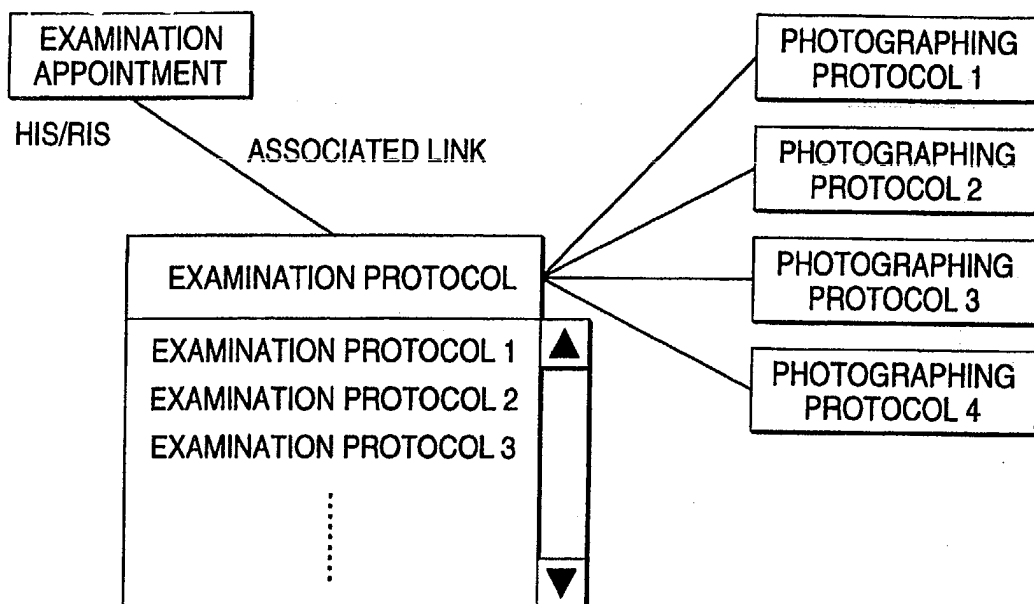 EXAMINATION
APPOINTMENT
HIS/RIS
ASSOCIATED LINK
EXAMINATION PROTOCOL
EXAMINATION PROTOCOL 1
EXAMINATION PROTOCOL 2
EXAMINATION PROTOCOL 3
PHOTOGRAPHING
PROTOCOL 1
PHOTOGRAPHING
PROTOCOL 2
PHOTOGRAPHING
PROTOCOL 3
PHOTOGRAPHING
PROTOCOL 4